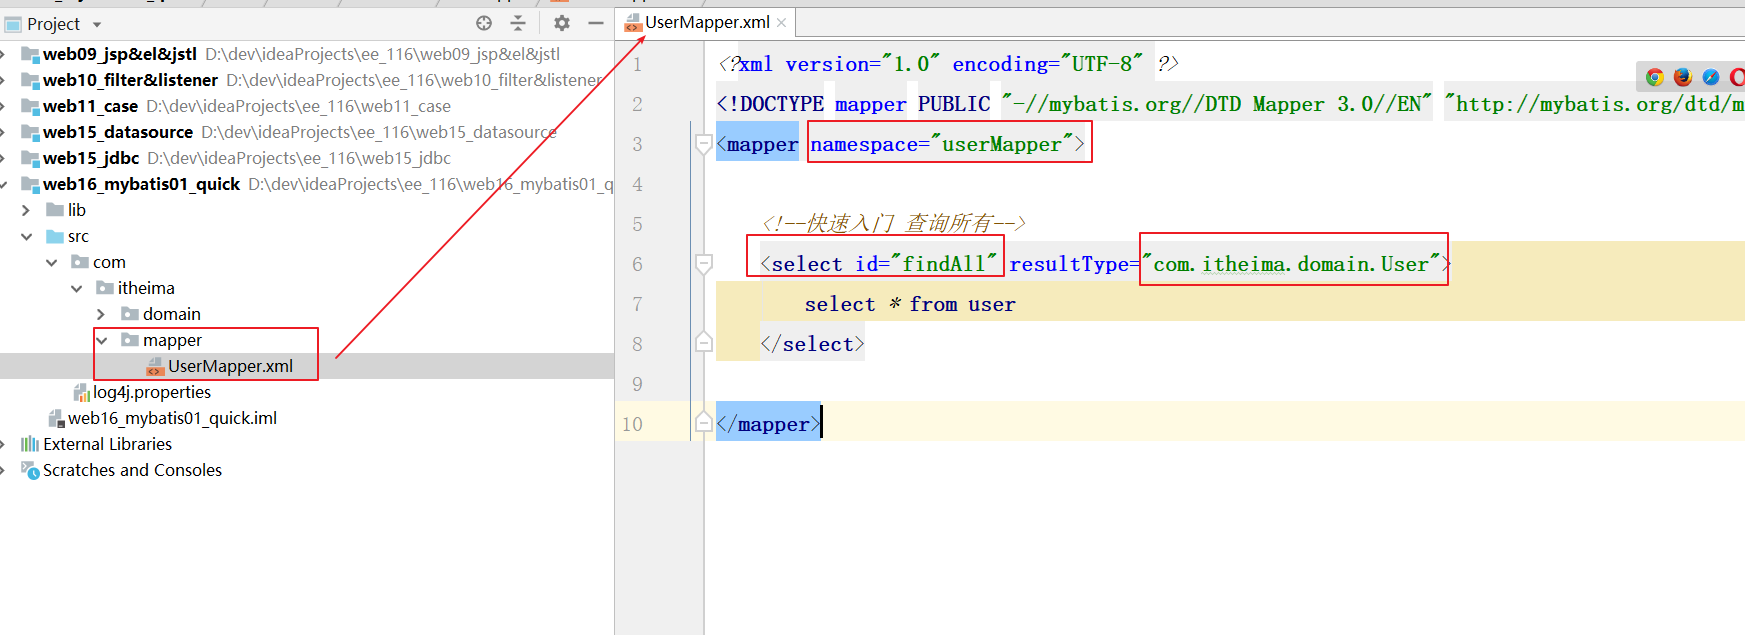 Project
web09_jsp&el&jstl D:\dev\ideaProjects\ee_116\web09_jsp&el&jstl
web10_filter&listener D:\dev\ideaProjects\ee_116\web10_filter&listener
web11_case D:\dev\ideaProjects\ee_116\web11_case
web15_datasource D:\dev\ideaProjects\ee_116\web15_datasource
web15_jdbc D:\dev\ideaProjects\ee_116\web15_jdbc
web16_mybatis01_quick D:\dev\ideaProjects\ee_116\web16_mybatis01_q
lib
src
com
itheima
domain
mapper
UserMapper.xml
log4j.properties
web16_mybatis01_quick.iml
External Libraries
Scratches and Consoles
UserMapper.xml
1 <?xml version="1.0" encoding="UTF-8" ?>
2 <!DOCTYPE mapper PUBLIC "-//mybatis.org//DTD Mapper 3.0//EN" "http://mybatis.org/dtd/m
3 <mapper namespace="userMapper">
4
5 <!--快速入门 查询所有-->
6 <select id="findAll" resultType="com.itheima.domain.User">
7 select * from user
8 </select>
9
10 </mapper>